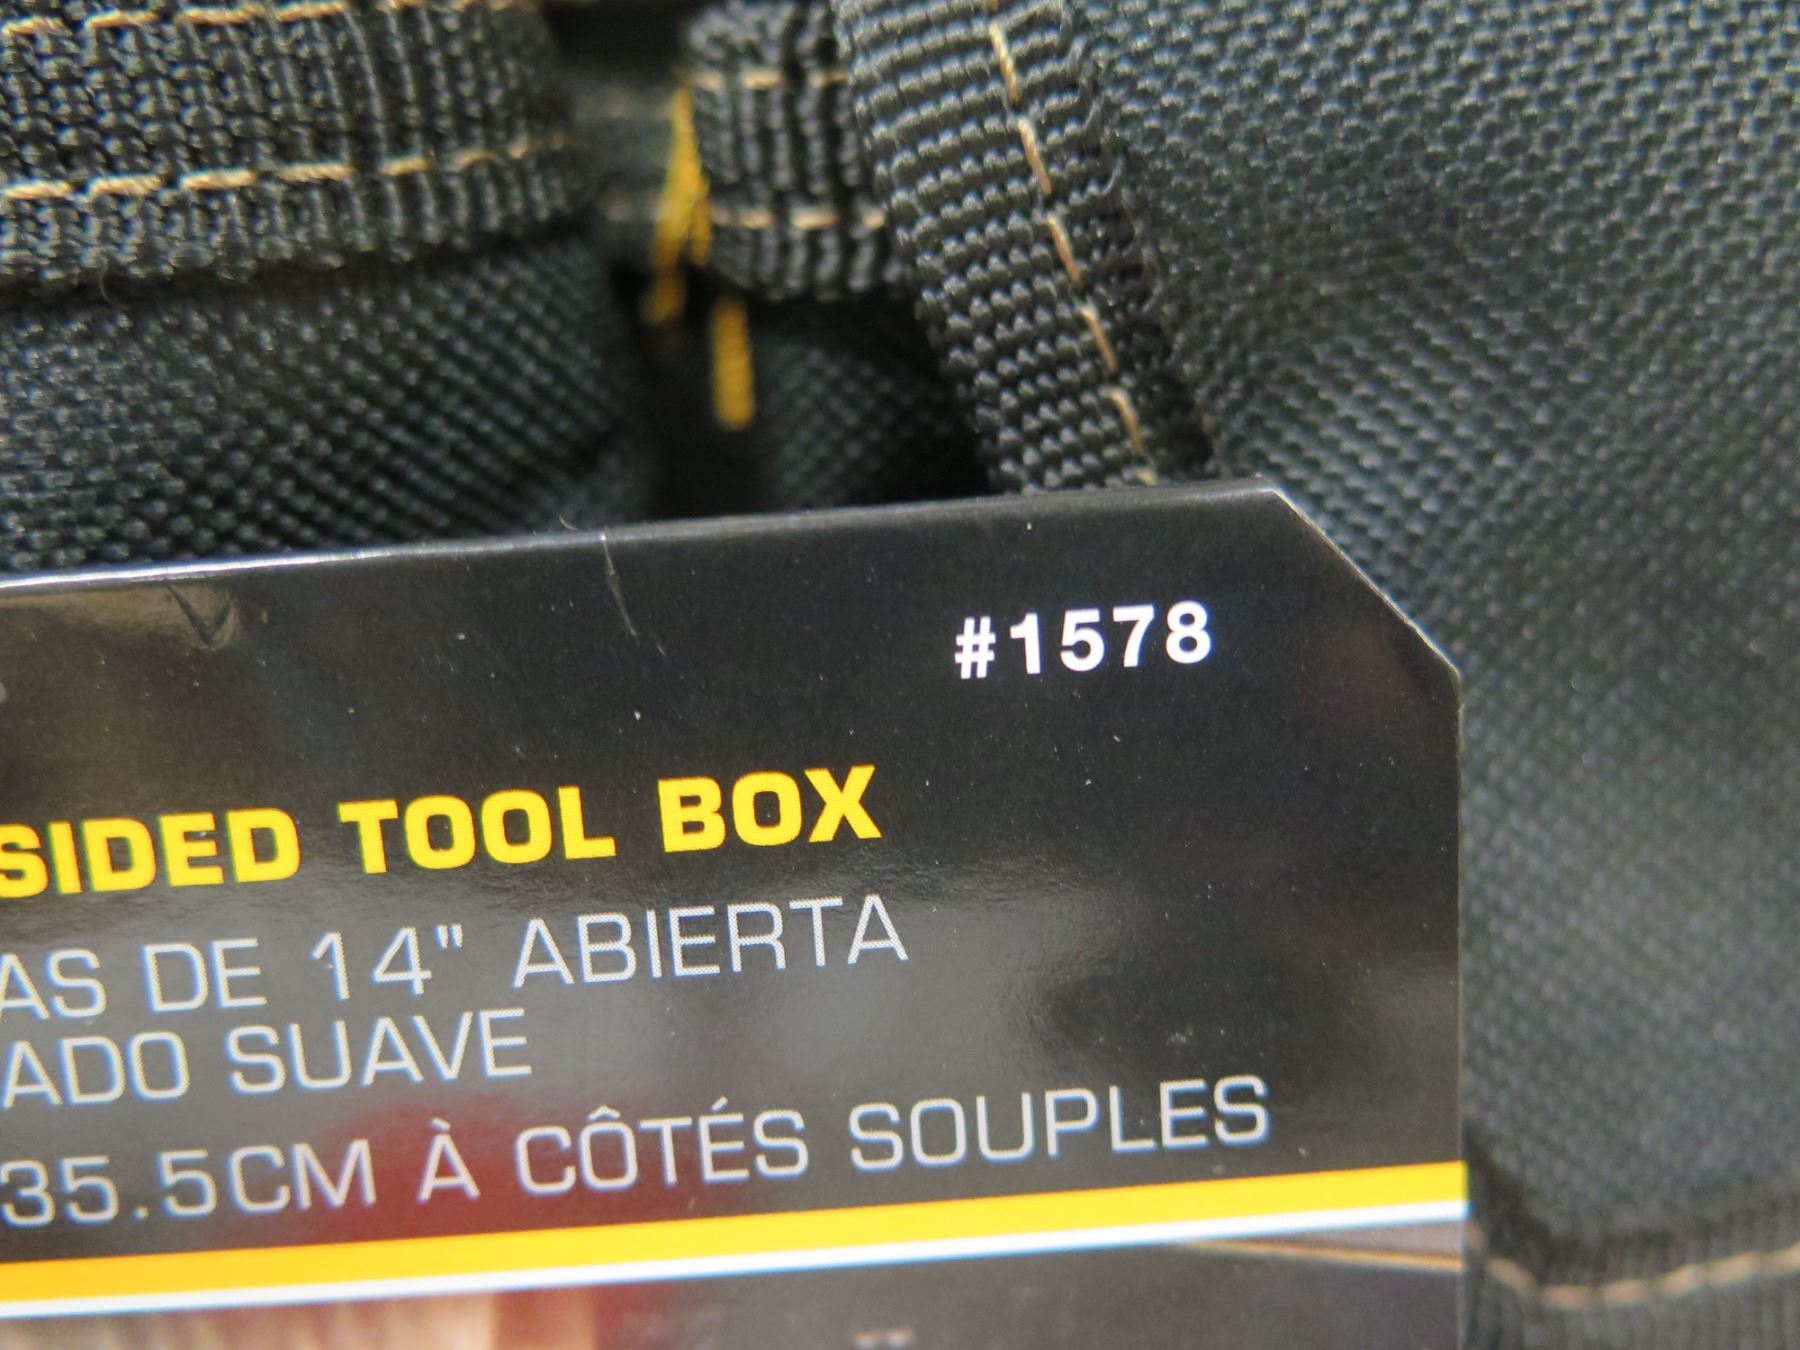 #1578
SIDED TOOL BOX
AS DE 14" ABIERTA
ADO SUAVE
35.5CM À CÔTÉS SOUPLES